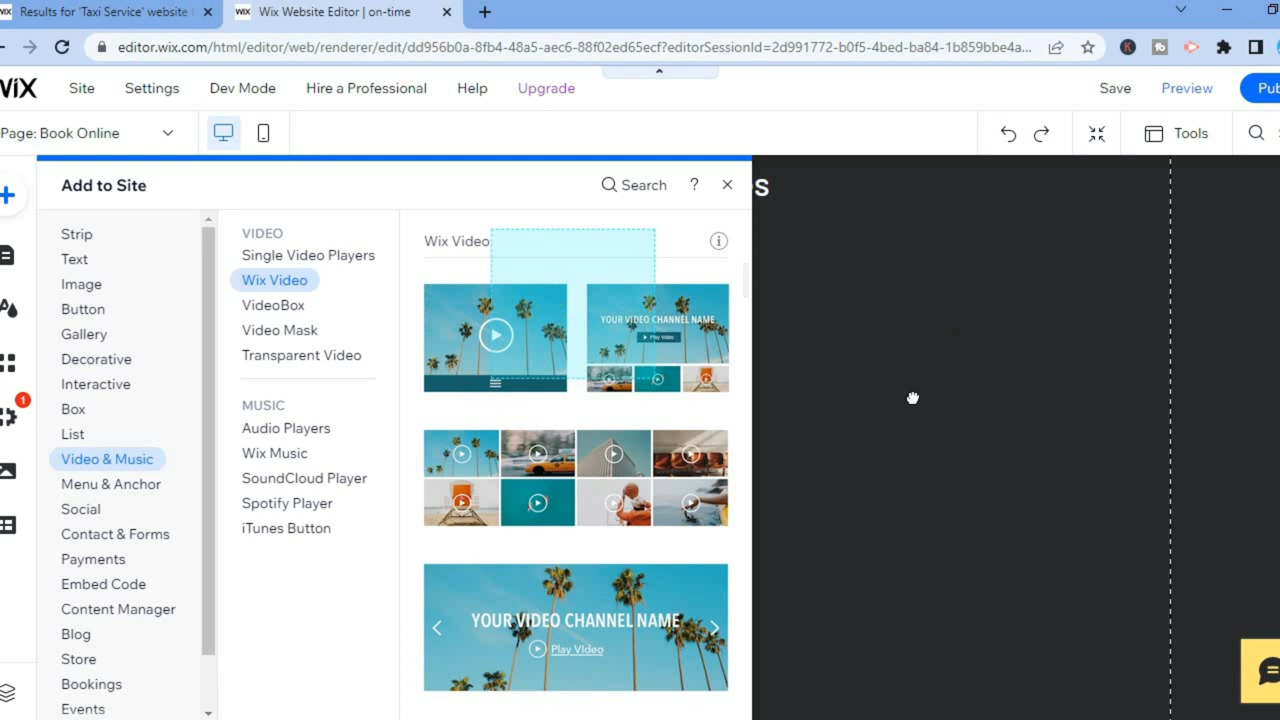 WiX Results for 'Taxi Service' website
WiX Wix Website Editor | on-time
editor.wix.com/html/editor/web/renderer/edit/dd956b0a-8fb4-48a5-aec6-88f02ed65ecf?editorSessionId=2d991772-b0f5-4bed-ba84-1b859bbe4a...
WiX Site Settings Dev Mode Hire a Professional Help Upgrade Save Preview Pub
Page: Book Online Tools
Add to Site Search ?
Strip
Text
Image
Button
Gallery
Decorative
Interactive
Box
List
Video & Music
Menu & Anchor
Social
Contact & Forms
Payments
Embed Code
Content Manager
Blog
Store
Bookings
Events
1
VIDEO
Single Video Players
Wix Video
VideoBox
Video Mask
Transparent Video
MUSIC
Audio Players
Wix Music
SoundCloud Player
Spotify Player
iTunes Button
Wix Video
YOUR VIDEO CHANNEL NAME
Play Video
YOUR VIDEO CHANNEL NAME
Play Video